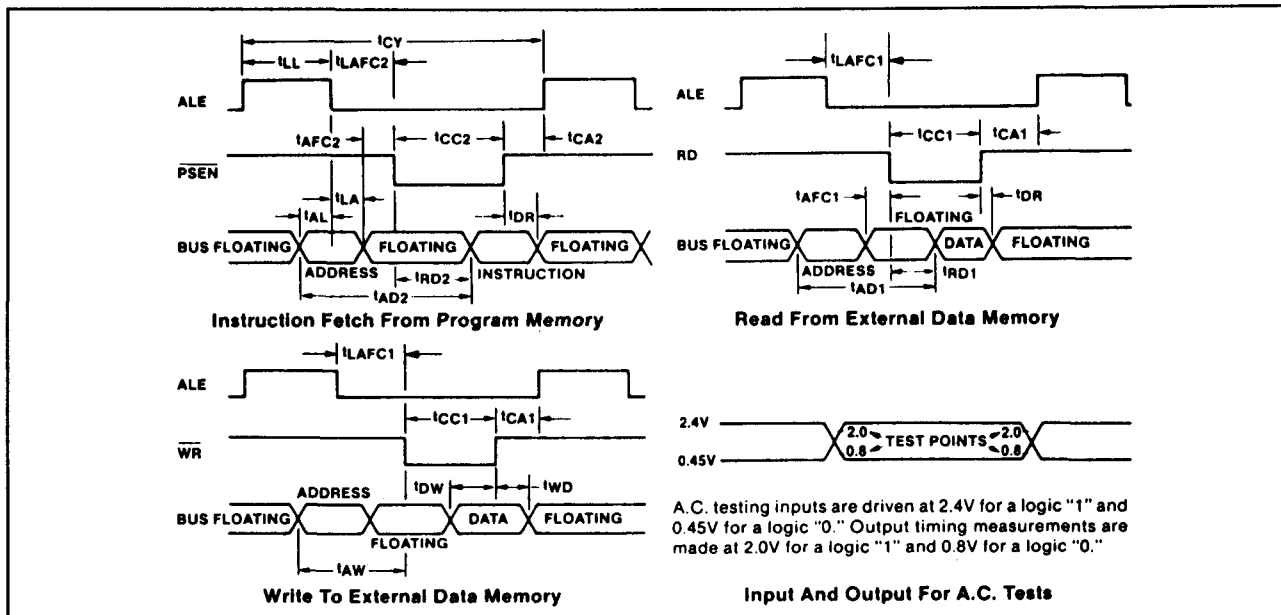 tCY
tLL tLAFC2
ALE
tAFC2 tCC2 tCA2
PSEN
tLA
tAL tDR
BUS FLOATING FLOATING FLOATING
ADDRESS tRD2 INSTRUCTION
tAD2
Instruction Fetch From Program Memory
tLAFC1
ALE
tCC1 tCA1
RD
tAFC1 tDR
FLOATING
BUS FLOATING DATA FLOATING
ADDRESS tRD1
tAD1
Read From External Data Memory
tLAFC1
ALE
tCC1 tCA1
WR
tDW tWD
ADDRESS
BUS FLOATING DATA FLOATING
FLOATING
tAW
Write To External Data Memory
2.4V 2.0 TEST POINTS 2.0
0.45V 0.8 0.8
A.C. testing inputs are driven at 2.4V for a logic "1" and
0.45V for a logic "0." Output timing measurements are
made at 2.0V for a logic "1" and 0.8V for a logic "0."
Input And Output For A.C. Tests